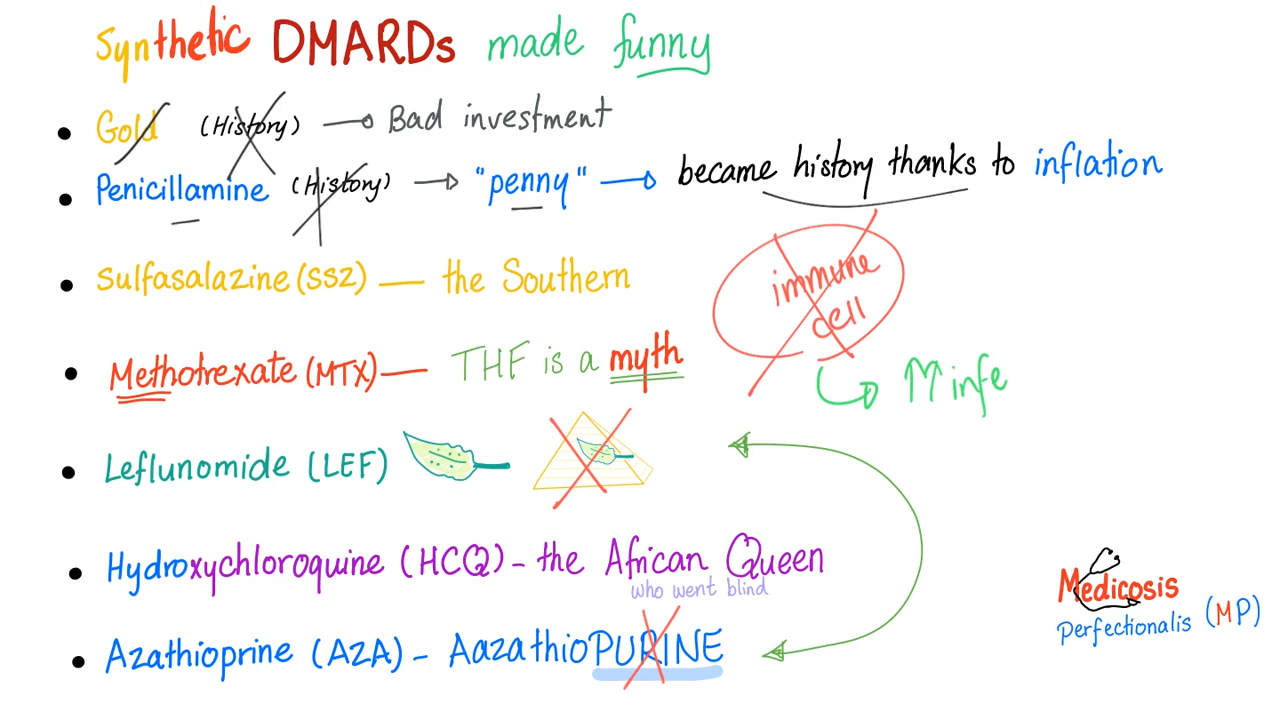 Synthetic DMARDs made funny
• Gold (History) → Bad investment
• Penicillamine (History) → "penny" → became history thanks to inflation
• Sulfasalazine (SSZ) — the Southern
immune
cell
• Methotrexate (MTX) — THF is a myth
↑↑ infe
• Leflunomide (LEF)
• Hydroxychloroquine (HCQ) - the African Queen
who went blind
• Azathioprine (AZA) - AazathioPURINE
Medicosis
Perfectionalis (MP)